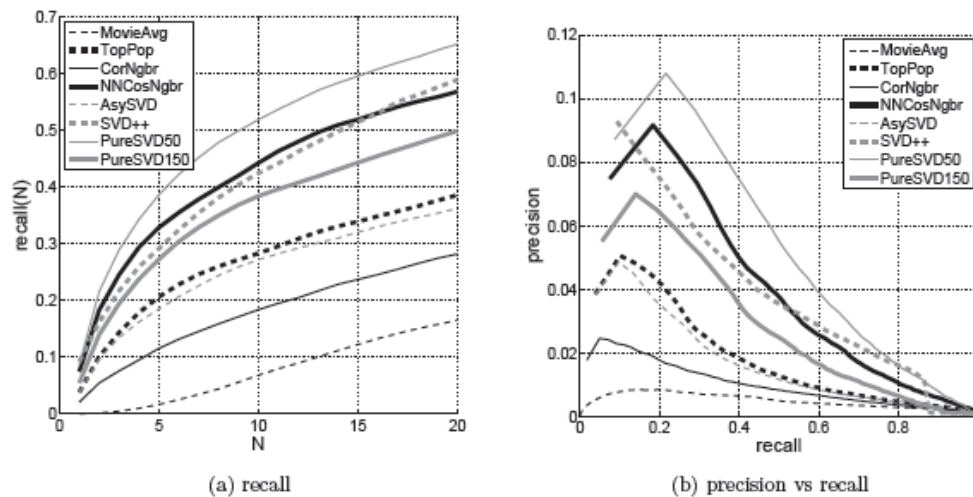 0.7
0.6
0.5
0.4
0.3
0.2
0.1
0
0
5
10
15
20
recall(N)
N
MovieAvg
TopPop
CorNgbr
NNCosNgbr
AsySVD
SVD++
PureSVD50
PureSVD150
(a) recall
0.12
0.1
0.08
0.06
0.04
0.02
0
0
0.2
0.4
0.6
0.8
precision
recall
MovieAvg
TopPop
CorNgbr
NNCosNgbr
AsySVD
SVD++
PureSVD50
PureSVD150
(b) precision vs recall